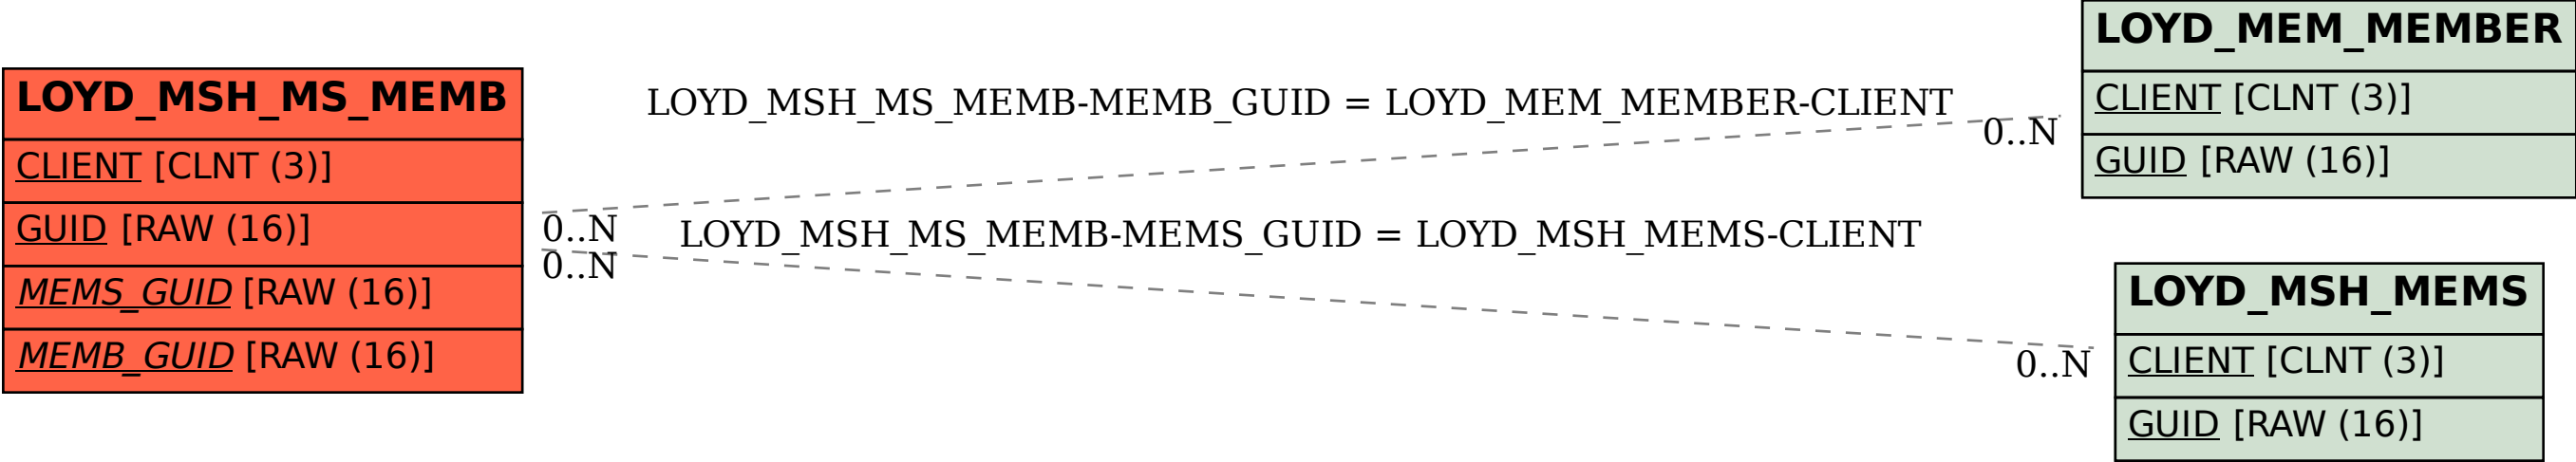 LOYD_MSH_MS_MEMB
CLIENT [CLNT (3)]
GUID [RAW (16)]
MEMS_GUID [RAW (16)]
MEMB_GUID [RAW (16)]
LOYD_MSH_MS_MEMB-MEMB_GUID = LOYD_MEM_MEMBER-CLIENT
0..N
0..N
LOYD_MSH_MS_MEMB-MEMS_GUID = LOYD_MSH_MEMS-CLIENT
0..N
0..N
LOYD_MEM_MEMBER
CLIENT [CLNT (3)]
GUID [RAW (16)]
LOYD_MSH_MEMS
CLIENT [CLNT (3)]
GUID [RAW (16)]